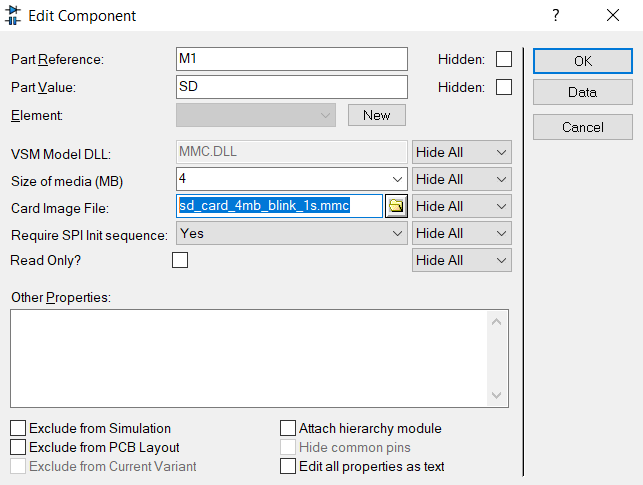 Edit Component
Part Reference: M1 Hidden: OK
Part Value: SD Hidden: Data
Element: New
Cancel
VSM Model DLL: MMC.DLL Hide All
Size of media (MB) 4 Hide All
Card Image File: sd_card_4mb_blink_1s.mmc Hide All
Require SPI Init sequence: Yes Hide All
Read Only? Hide All
Other Properties:
Exclude from Simulation Attach hierarchy module
Exclude from PCB Layout Hide common pins
Exclude from Current Variant Edit all properties as text